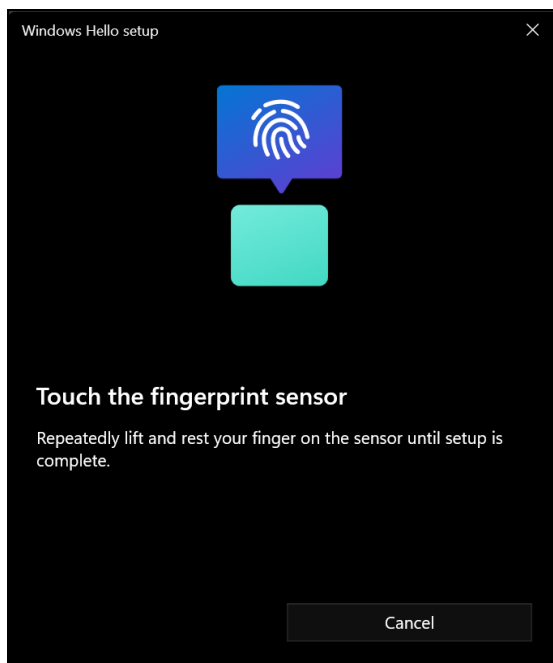 Windows Hello setup
Touch the fingerprint sensor
Repeatedly lift and rest your finger on the sensor until setup is
complete.
Cancel